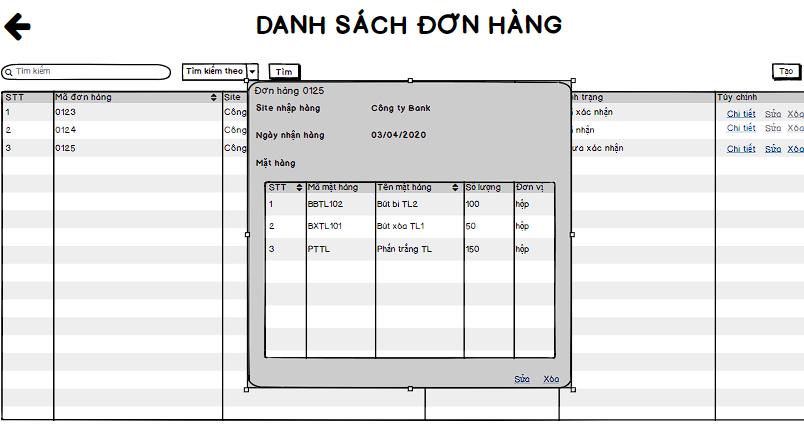 DANH SÁCH ĐƠN HÀNG
Tìm kiếm
Tìm kiếm theo
Tìm
Tạo
STT Mã đơn hàng Site nh trạng Tùy chỉnh
1 0123 Công xác nhận Chi tiết Sửa Xóa
2 0124 Công nhận Chi tiết Sửa Xóa
3 0125 Công ưa xác nhận Chi tiết Sửa Xóa
Đơn hàng 0125
Site nhập hàng Công ty Bank
Ngày nhận hàng 03/04/2020
Mặt hàng
STT Mã mặt hàng Tên mặt hàng Số lượng Đơn vị
1 BBTL102 Bút bi TL2 100 hộp
2 BXTL101 Bút xóa TL1 50 hộp
3 PTTL Phấn trắng TL 150 hộp
Sửa Xóa